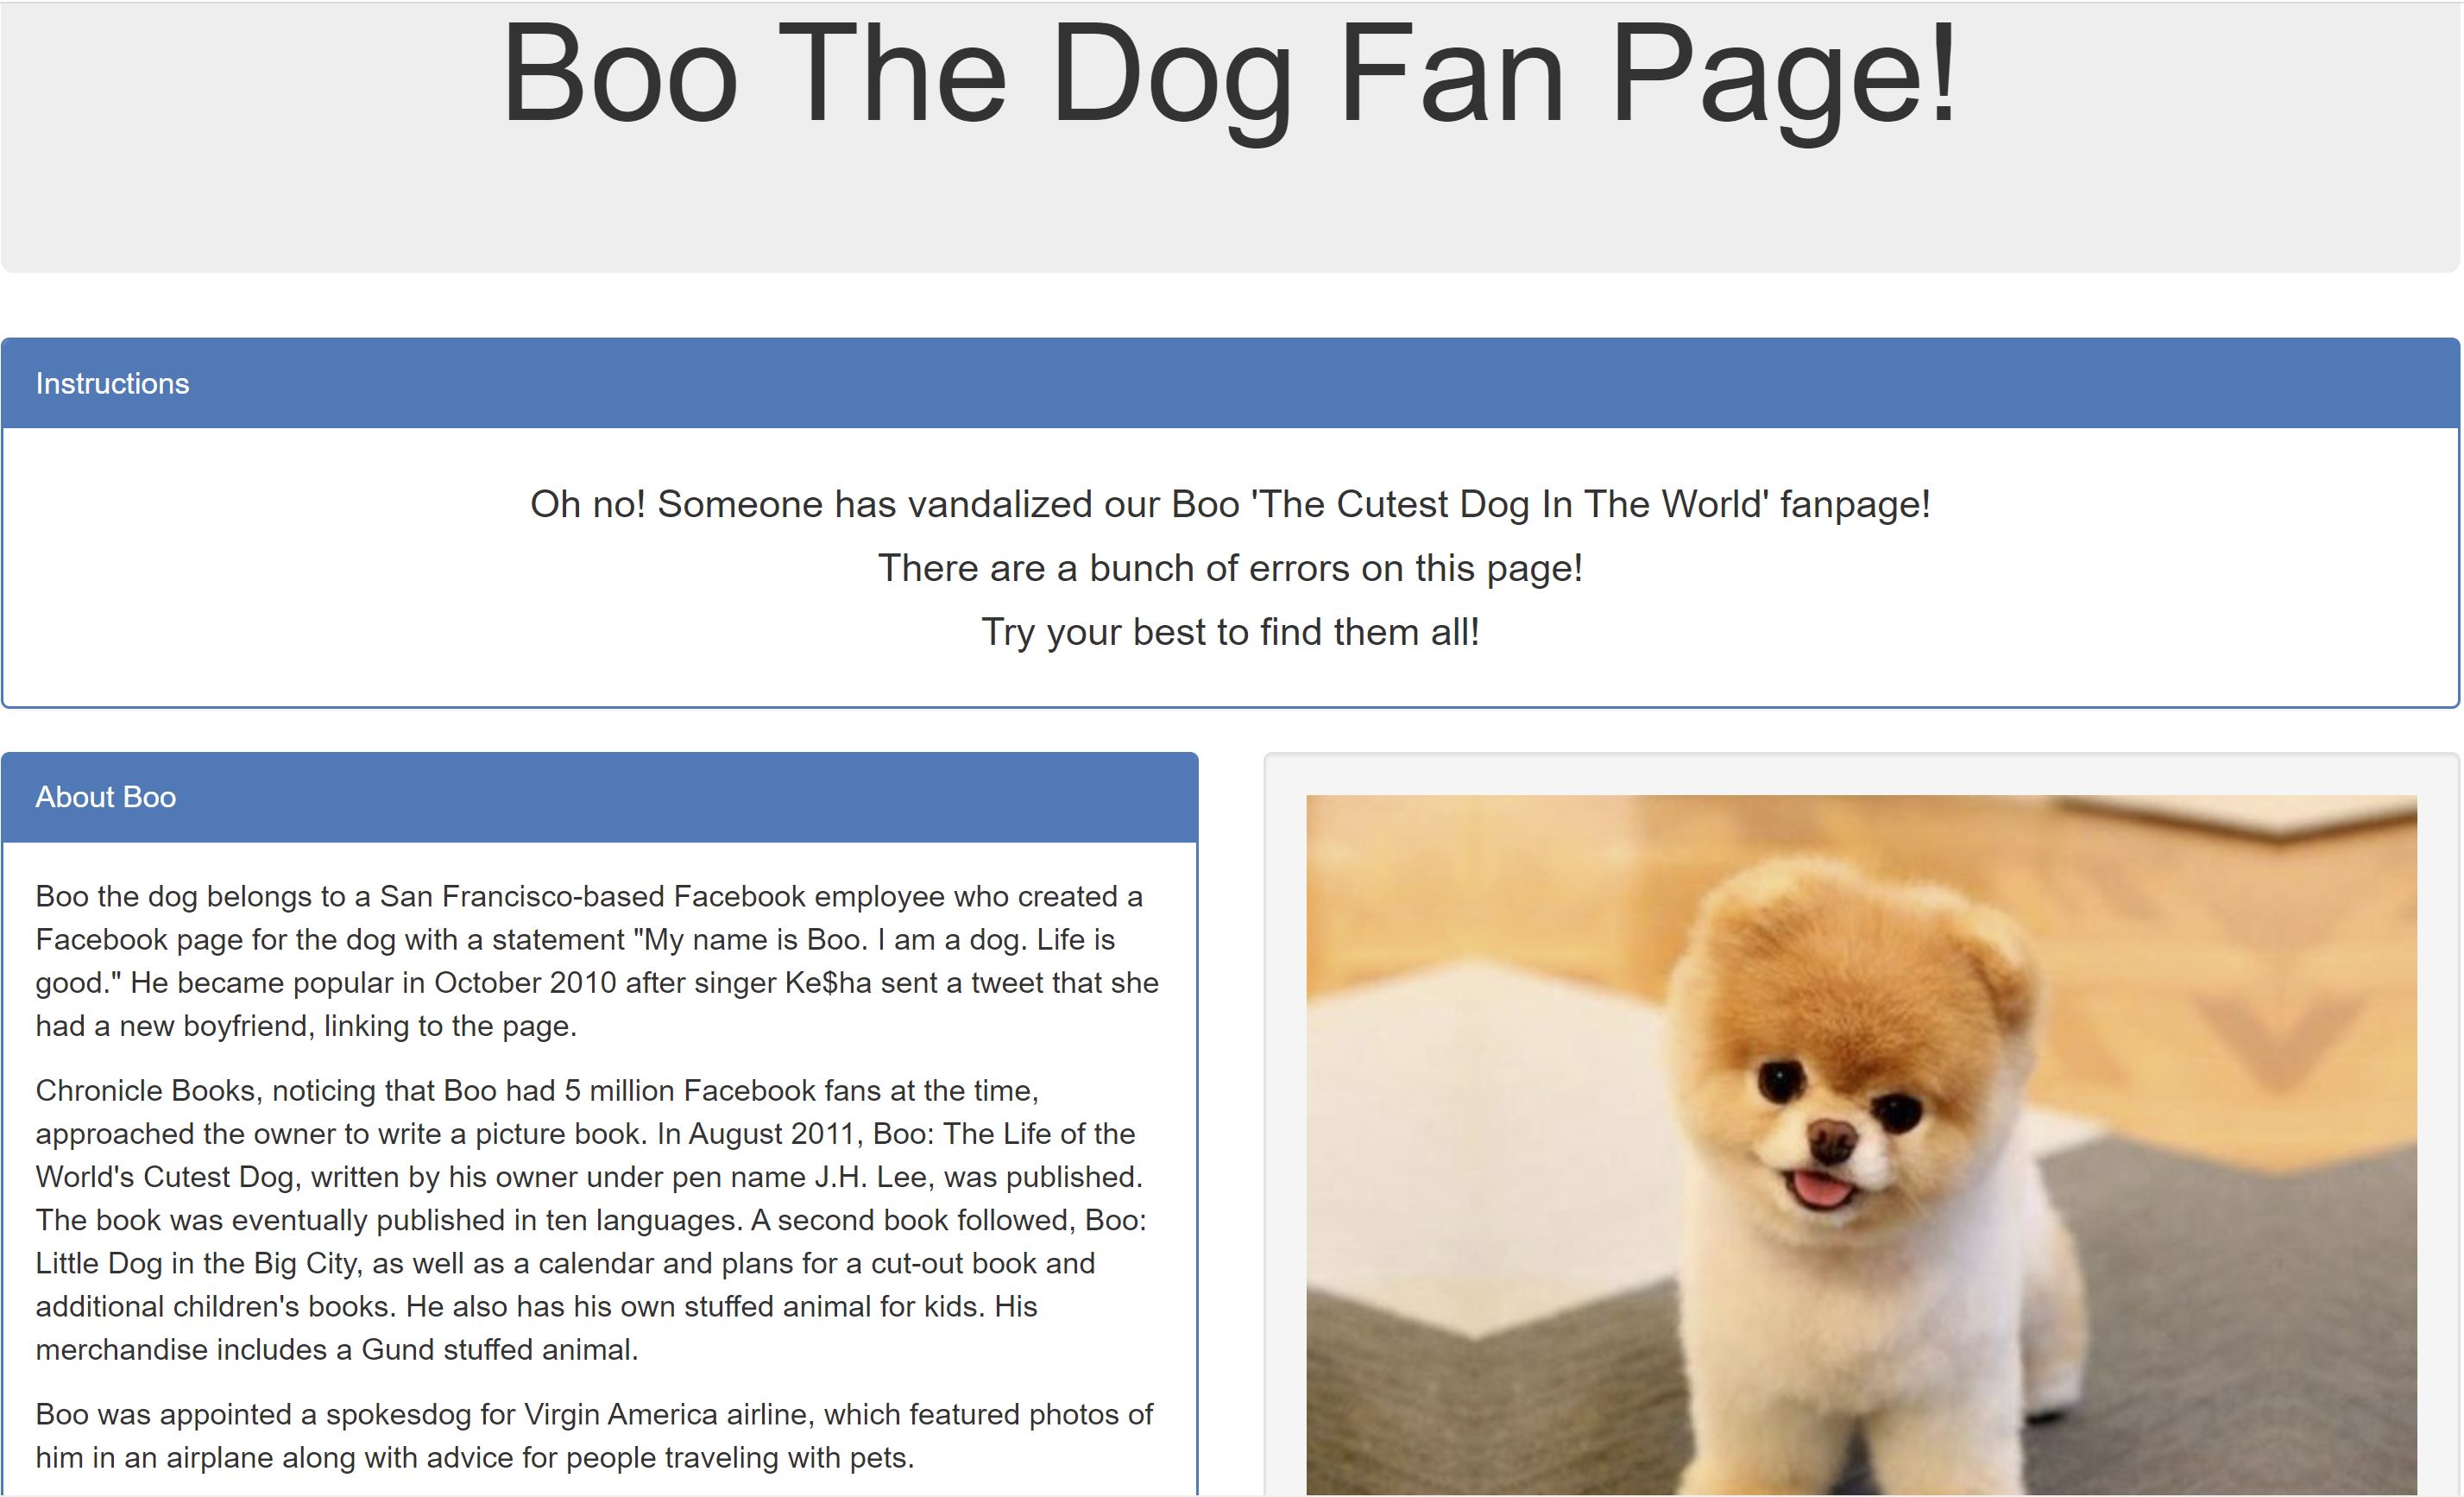 Boo The Dog Fan Page!
Instructions
Oh no! Someone has vandalized our Boo 'The Cutest Dog In The World' fanpage!
There are a bunch of errors on this page!
Try your best to find them all!
About Boo
Boo the dog belongs to a San Francisco-based Facebook employee who created a
Facebook page for the dog with a statement "My name is Boo. I am a dog. Life is
good." He became popular in October 2010 after singer Ke$ha sent a tweet that she
had a new boyfriend, linking to the page.
Chronicle Books, noticing that Boo had 5 million Facebook fans at the time,
approached the owner to write a picture book. In August 2011, Boo: The Life of the
World's Cutest Dog, written by his owner under pen name J.H. Lee, was published.
The book was eventually published in ten languages. A second book followed, Boo:
Little Dog in the Big City, as well as a calendar and plans for a cut-out book and
additional children's books. He also has his own stuffed animal for kids. His
merchandise includes a Gund stuffed animal.
Boo was appointed a spokesdog for Virgin America airline, which featured photos of
him in an airplane along with advice for people traveling with pets.